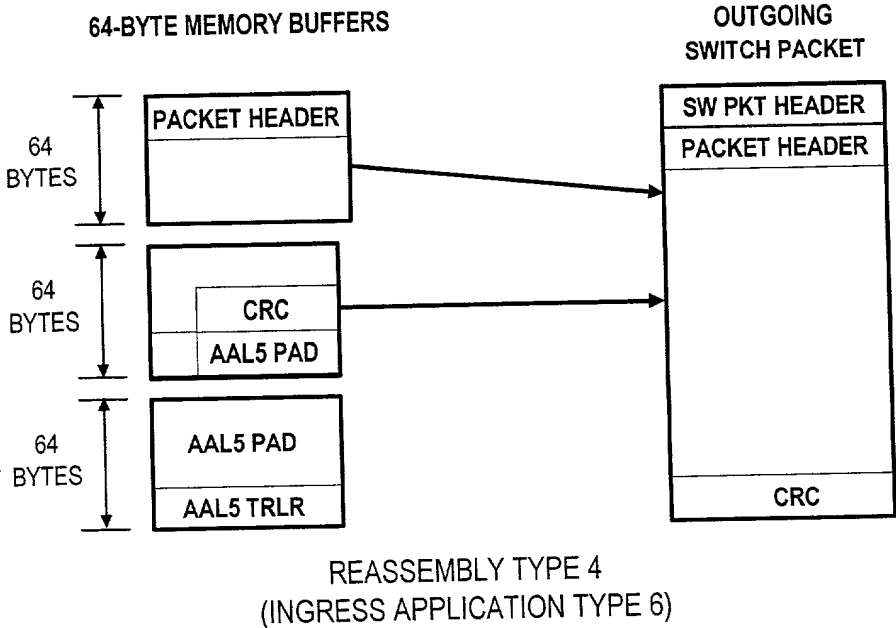 64-BYTE MEMORY BUFFERS
OUTGOING
SWITCH PACKET
64
BYTES
PACKET HEADER
SW PKT HEADER
PACKET HEADER
64
BYTES
CRC
AAL5 PAD
64
BYTES
AAL5 PAD
AAL5 TRLR
CRC
REASSEMBLY TYPE 4
(INGRESS APPLICATION TYPE 6)